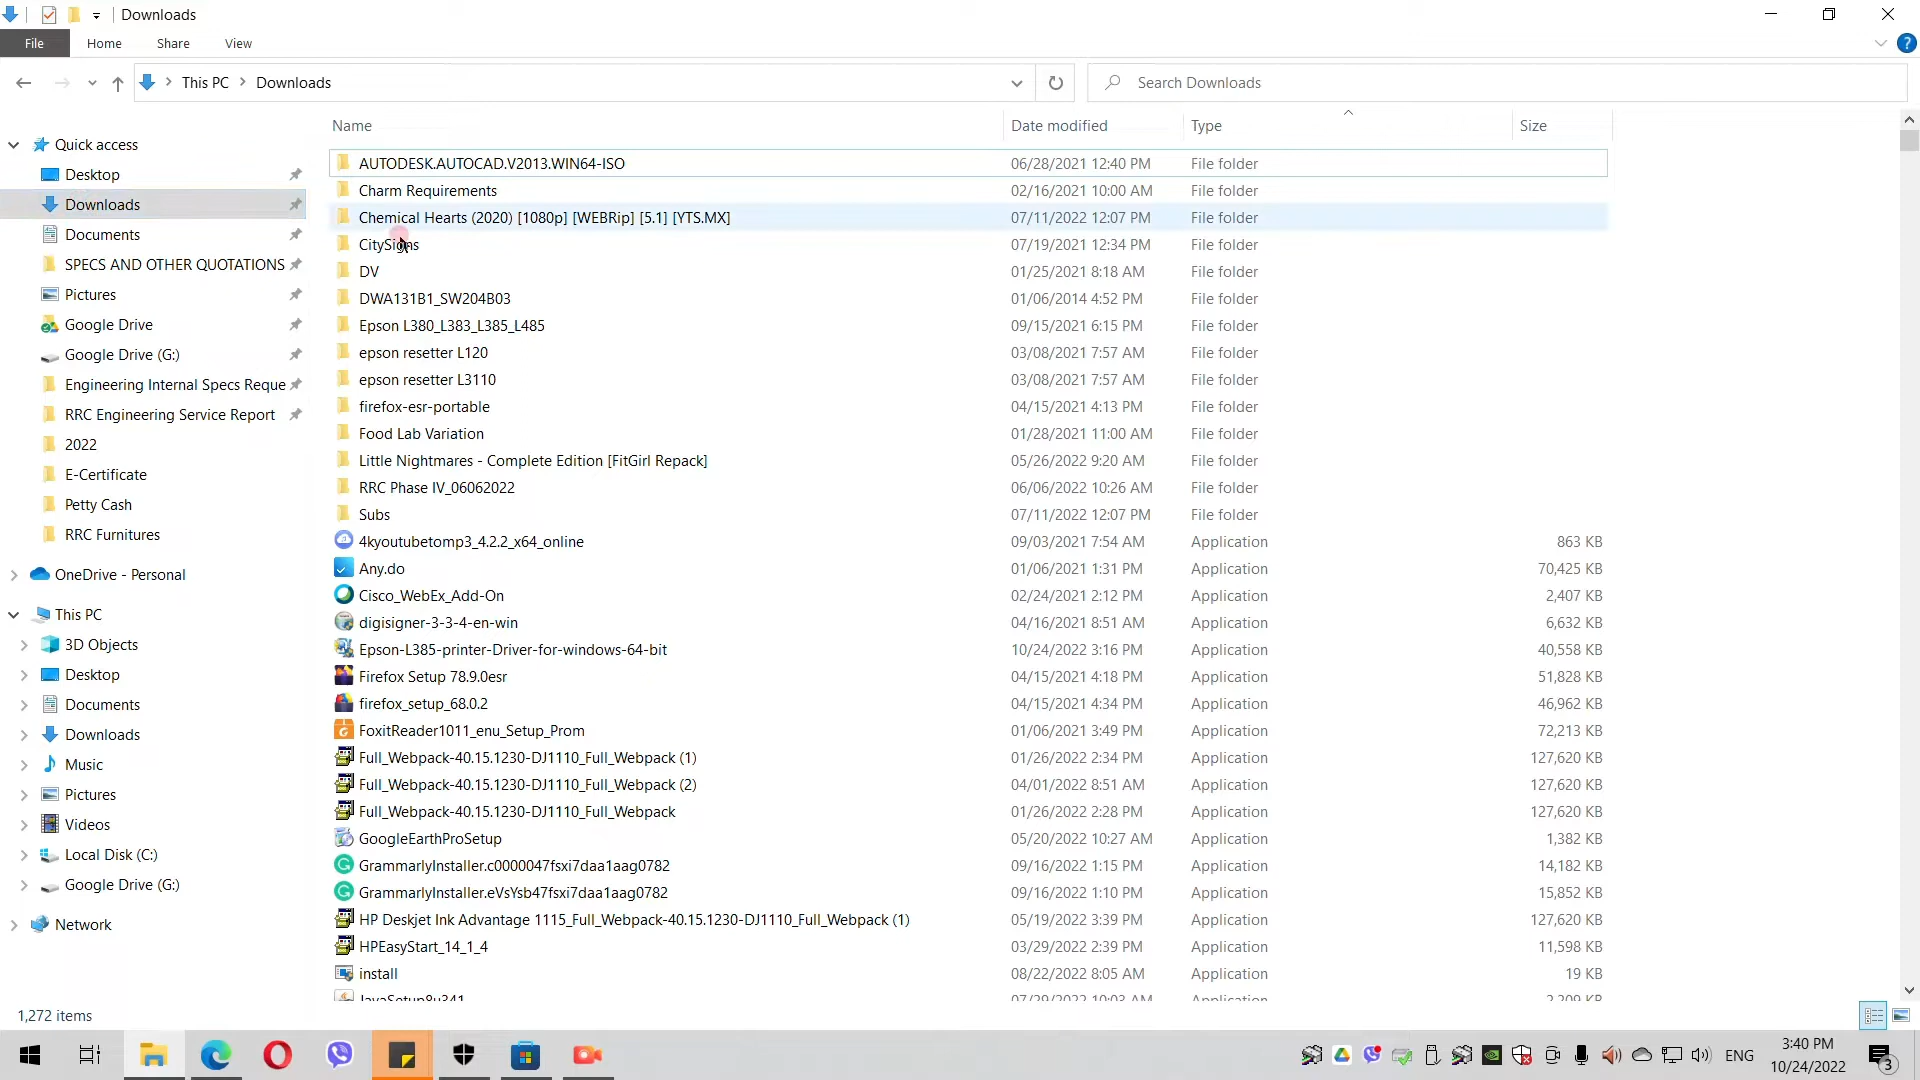 Downloads
File Home Share View
This PC Downloads
Search Downloads
Name Date modified Type Size
Quick access
Desktop
Downloads
Documents
SPECS AND OTHER QUOTATIONS
Pictures
Google Drive
Google Drive (G:)
Engineering Internal Specs Reque
RRC Engineering Service Report
2022
E-Certificate
Petty Cash
RRC Furnitures
OneDrive - Personal
This PC
3D Objects
Desktop
Documents
Downloads
Music
Pictures
Videos
Local Disk (C:)
Google Drive (G:)
Network
AUTODESK.AUTOCAD.V2013.WIN64-ISO 06/28/2021 12:40 PM File folder
Charm Requirements 02/16/2021 10:00 AM File folder
Chemical Hearts (2020) [1080p] [WEBRip] [5.1] [YTS.MX] 07/11/2022 12:07 PM File folder
CitySigns 07/19/2021 12:34 PM File folder
DV 01/25/2021 8:18 AM File folder
DWA131B1_SW204B03 01/06/2014 4:52 PM File folder
Epson L380_L383_L385_L485 09/15/2021 6:15 PM File folder
epson resetter L120 03/08/2021 7:57 AM File folder
epson resetter L3110 03/08/2021 7:57 AM File folder
firefox-esr-portable 04/15/2021 4:13 PM File folder
Food Lab Variation 01/28/2021 11:00 AM File folder
Little Nightmares - Complete Edition [FitGirl Repack] 05/26/2022 9:20 AM File folder
RRC Phase IV_06062022 06/06/2022 10:26 AM File folder
Subs 07/11/2022 12:07 PM File folder
4kyoutubetomp3_4.2.2_x64_online 09/03/2021 7:54 AM Application 863 KB
Any.do 01/06/2021 1:31 PM Application 70,425 KB
Cisco_WebEx_Add-On 02/24/2021 2:12 PM Application 2,407 KB
digisigner-3-3-4-en-win 04/16/2021 8:51 AM Application 6,632 KB
Epson-L385-printer-Driver-for-windows-64-bit 10/24/2022 3:16 PM Application 40,558 KB
Firefox Setup 78.9.0esr 04/15/2021 4:18 PM Application 51,828 KB
firefox_setup_68.0.2 04/15/2021 4:34 PM Application 46,962 KB
FoxitReader1011_enu_Setup_Prom 01/06/2021 3:49 PM Application 72,213 KB
Full_Webpack-40.15.1230-DJ1110_Full_Webpack (1) 01/26/2022 2:34 PM Application 127,620 KB
Full_Webpack-40.15.1230-DJ1110_Full_Webpack (2) 04/01/2022 8:51 AM Application 127,620 KB
Full_Webpack-40.15.1230-DJ1110_Full_Webpack 01/26/2022 2:28 PM Application 127,620 KB
GoogleEarthProSetup 05/20/2022 10:27 AM Application 1,382 KB
GrammarlyInstaller.c0000047fsxi7daa1aag0782 09/16/2022 1:15 PM Application 14,182 KB
GrammarlyInstaller.eVsYsb47fsxi7daa1aag0782 09/16/2022 1:10 PM Application 15,852 KB
HP Deskjet Ink Advantage 1115_Full_Webpack-40.15.1230-DJ1110_Full_Webpack (1) 05/19/2022 3:39 PM Application 127,620 KB
HPEasyStart_14_1_4 03/29/2022 2:39 PM Application 11,598 KB
install 08/22/2022 8:05 AM Application 19 KB
JavaSetup8u341 07/29/2022 10:03 AM Application 2,209 KB
1,272 items
ENG
3:40 PM
10/24/2022
3